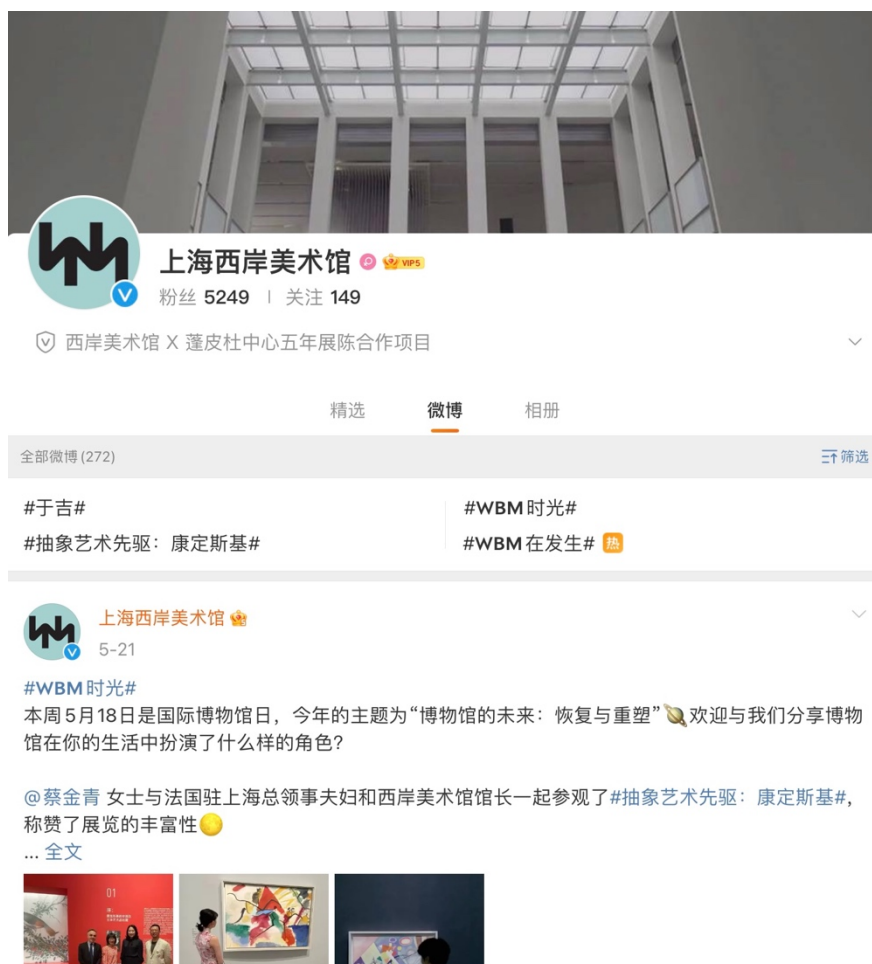 上海西岸美术馆 VIP5
粉丝 5249 | 关注 149
西岸美术馆 X 蓬皮杜中心五年展陈合作项目
精选 微博 相册
全部微博 (272) 筛选
#于吉# #WBM时光#
#抽象艺术先驱：康定斯基# #WBM在发生# 热
上海西岸美术馆
5-21
#WBM时光#
本周5月18日是国际博物馆日，今年的主题为“博物馆的未来：恢复与重塑”🪐欢迎与我们分享博物
馆在你的生活中扮演了什么样的角色？
@蔡金青 女士与法国驻上海总领事夫妇和西岸美术馆馆长一起参观了#抽象艺术先驱：康定斯基#，
称赞了展览的丰富性🌕
... 全文
01